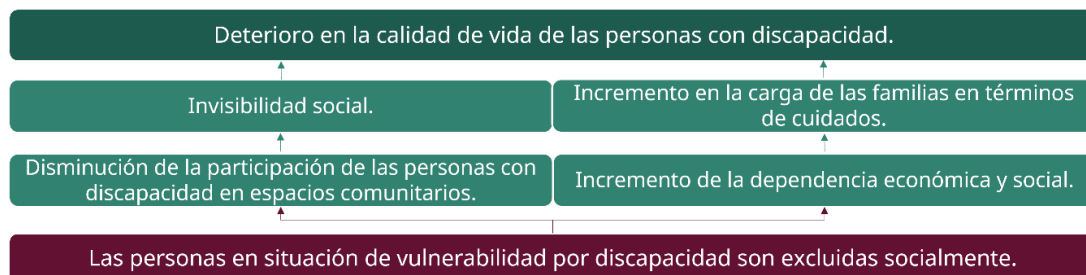 Deterioro en la calidad de vida de las personas con discapacidad.
Invisibilidad social.
Incremento en la carga de las familias en términos
de cuidados.
Disminución de la participación de las personas con
discapacidad en espacios comunitarios.
Incremento de la dependencia económica y social.
Las personas en situación de vulnerabilidad por discapacidad son excluidas socialmente.